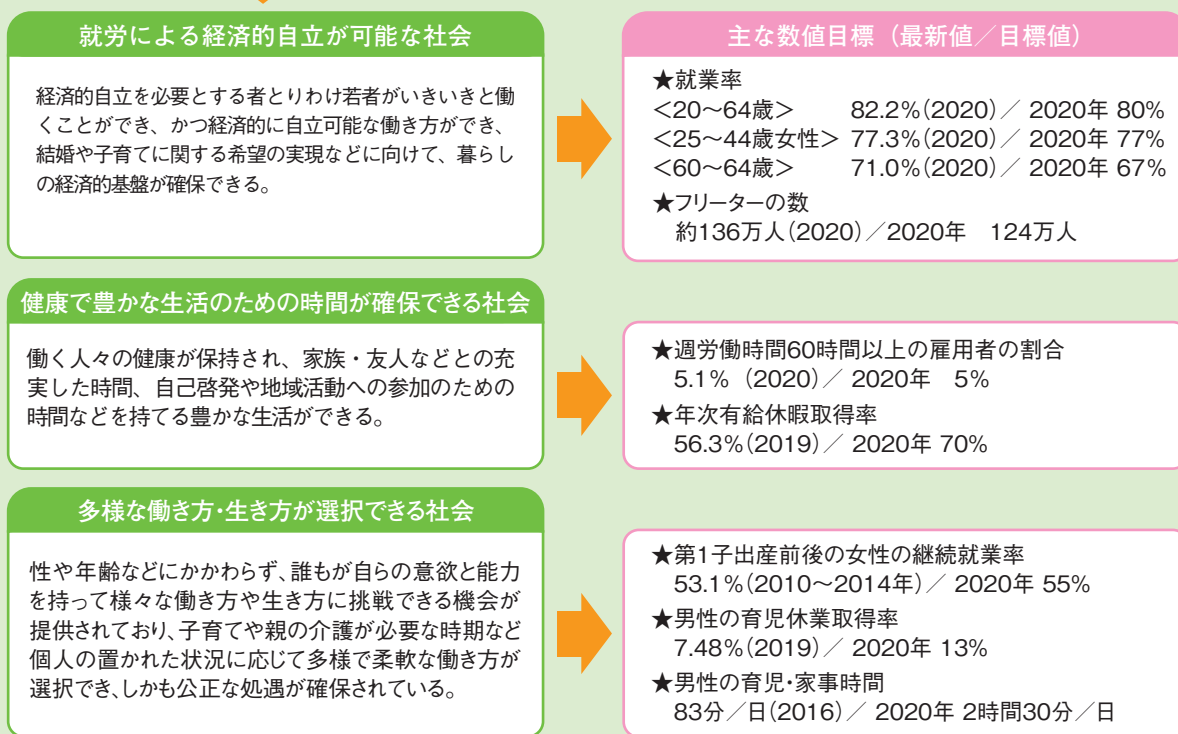 就労による経済的自立が可能な社会
経済的自立を必要とする者とりわけ若者がいきいきと働
くことができ、かつ経済的に自立可能な働き方ができ、
結婚や子育てに関する希望の実現などに向けて、暮らし
の経済的基盤が確保できる。
主な数値目標（最新値／目標値）
★就業率
<20～64歳> 82.2%(2020)／ 2020年 80%
<25～44歳女性> 77.3%(2020)／ 2020年 77%
<60～64歳> 71.0%(2020)／ 2020年 67%
★フリーターの数
約136万人(2020)／2020年 124万人
健康で豊かな生活のための時間が確保できる社会
働く人々の健康が保持され、家族・友人などとの充
実した時間、自己啓発や地域活動への参加のための
時間などを持てる豊かな生活ができる。
★週労働時間60時間以上の雇用者の割合
5.1% (2020)／ 2020年 5%
★年次有給休暇取得率
56.3%(2019)／ 2020年 70%
多様な働き方・生き方が選択できる社会
性や年齢などにかかわらず、誰もが自らの意欲と能力
を持って様々な働き方や生き方に挑戦できる機会が
提供されており、子育てや親の介護が必要な時期など
個人の置かれた状況に応じて多様で柔軟な働き方が
選択でき、しかも公正な処遇が確保されている。
★第1子出産前後の女性の継続就業率
53.1%(2010～2014年)／ 2020年 55%
★男性の育児休業取得率
7.48%(2019)／ 2020年 13%
★男性の育児・家事時間
83分／日(2016)／ 2020年 2時間30分／日